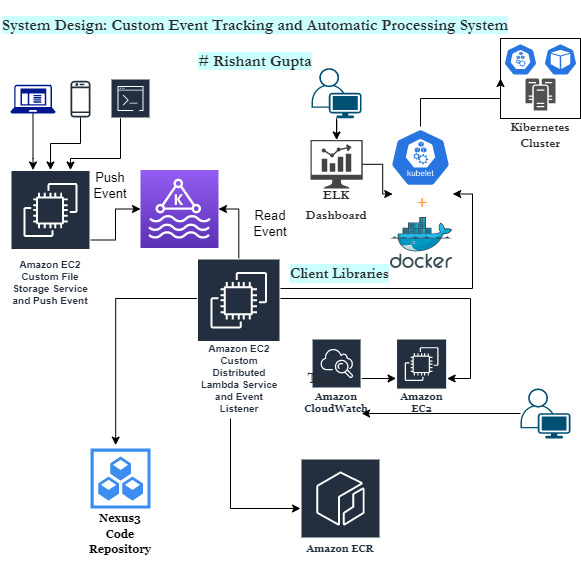 System Design: Custom Event Tracking and Automatic Processing System
# Rishant Gupta
Kibernetes
Cluster
Push
Event
K
Read
Event
ELK
Dashboard
kubelet
+
docker
Amazon EC2
Custom File
Storage Service
and Push Event
Client Libraries
Amazon EC2
Custom
Distributed
Lambda Service
and Event
Listener
Amazon
CloudWatch
Amazon
EC2
Nexus3
Code
Repository
Amazon ECR